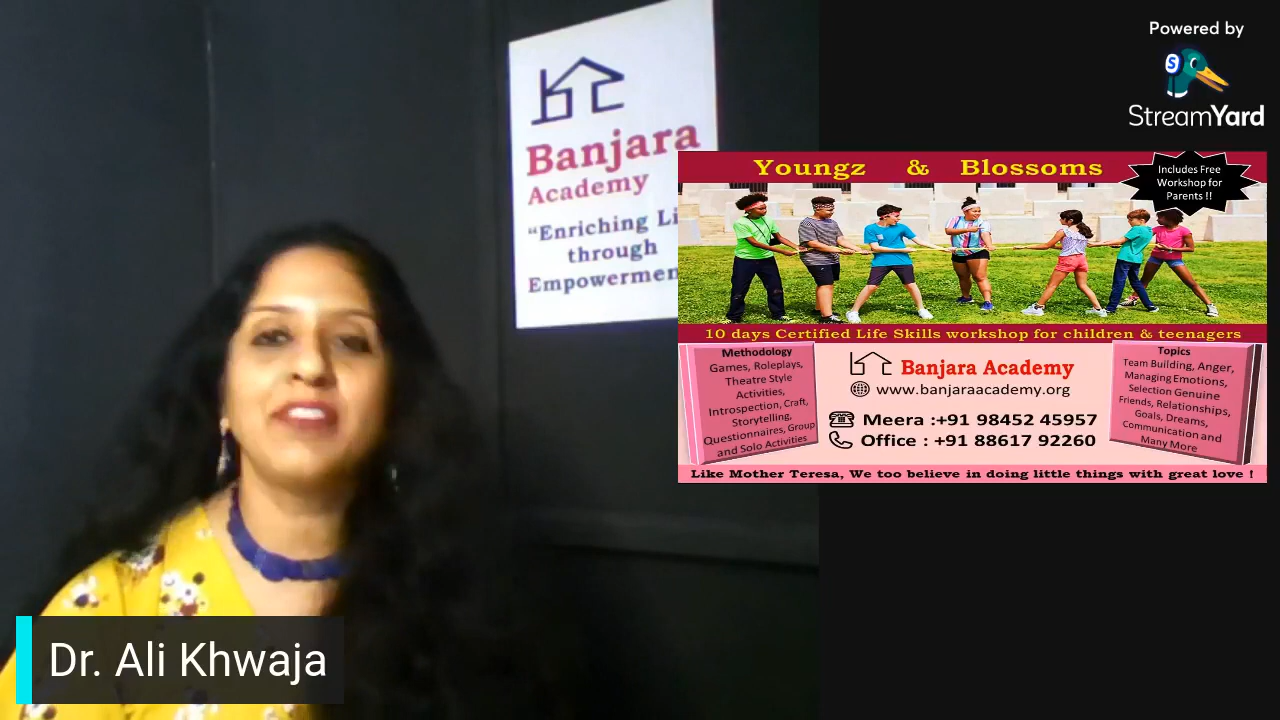 Powered by
StreamYard
Banjara
Academy
“Enriching Li
through
Empowermen
Youngz & Blossoms
Includes Free
Workshop for
Parents !!
10 days Certified Life Skills workshop for children & teenagers
Methodology
Games, Roleplays,
Theatre Style
Activities,
Introspection, Craft,
Storytelling,
Questionnaires, Group
and Solo Activities
Banjara Academy
www.banjaraacademy.org
Meera :+91 98452 45957
Office : +91 88617 92260
Topics
Team Building, Anger,
Managing Emotions,
Selection Genuine
Friends, Relationships,
Goals, Dreams,
Communication and
Many More
Like Mother Teresa, We too believe in doing little things with great love !
Dr. Ali Khwaja